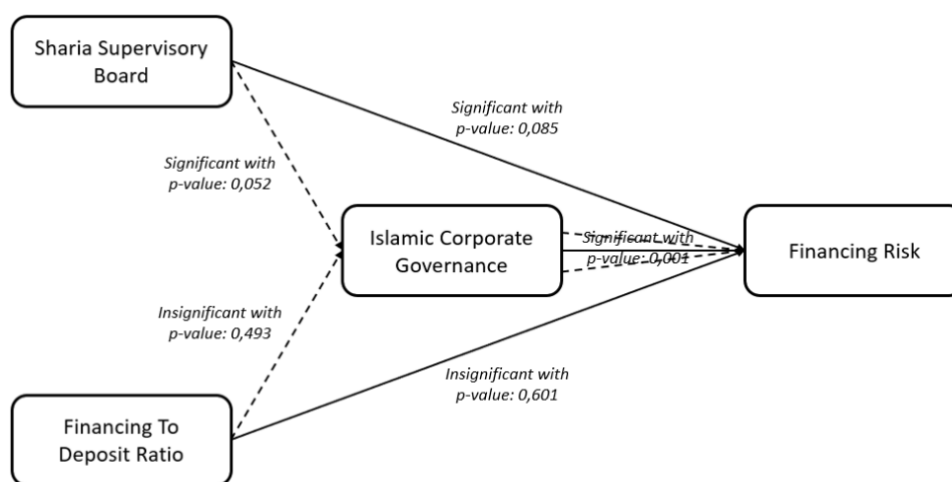 Sharia Supervisory
Board
Significant with
p-value: 0,085
Significant with
p-value: 0,052
Islamic Corporate
Governance
Significant with
p-value: 0,001
Financing Risk
Insignificant with
p-value: 0,493
Insignificant with
p-value: 0,601
Financing To
Deposit Ratio